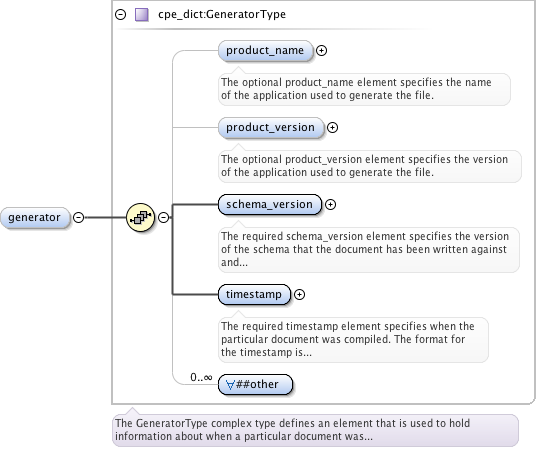 cpe_dict:GeneratorType
product_name
The optional product_name element specifies the name
of the application used to generate the file.
product_version
The optional product_version element specifies the version
of the application used to generate the file.
generator
schema_version
The required schema_version element specifies the version
of the schema that the document has been written against
and...
timestamp
The required timestamp element specifies when the
particular document was compiled. The format for
the timestamp is...
0..∞
∀##other
The GeneratorType complex type defines an element that is used to hold
information about when a particular document was...